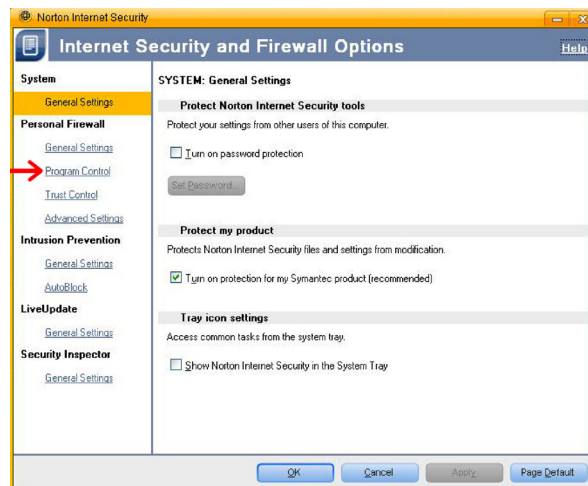 Norton Internet Security
Internet Security and Firewall Options
Help
System
General Settings
Personal Firewall
General Settings
Program Control
Trust Control
Advanced Settings
Intrusion Prevention
General Settings
AutoBlock
LiveUpdate
General Settings
Security Inspector
General Settings
SYSTEM: General Settings
Protect Norton Internet Security tools
Protect your settings from other users of this computer.
Turn on password protection
Set Password...
Protect my product
Protects Norton Internet Security files and settings from modification.
Turn on protection for my Symantec product (recommended)
Tray icon settings
Access common tasks from the system tray.
Show Norton Internet Security in the System Tray
OK
Cancel
Apply
Page Default